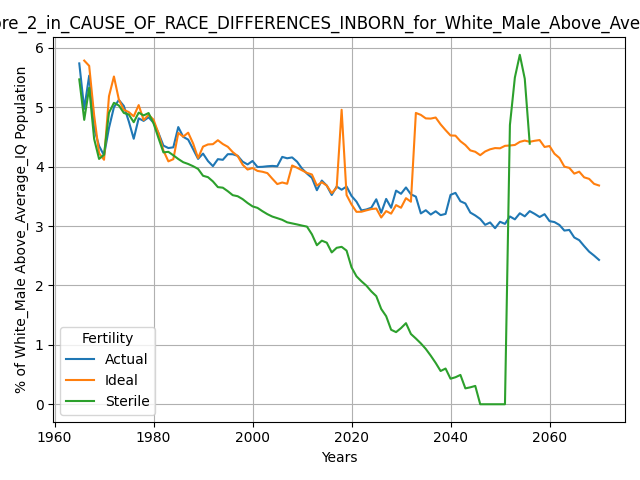 ore_2_in_CAUSE_OF_RACE_DIFFERENCES_INBORN_for_White_Male_Above_Ave
% of White_Male Above_Average_IQ Population
6
5
4
3
2
1
0
Fertility
Actual
Ideal
Sterile
1960 1980 2000 2020 2040 2060
Years